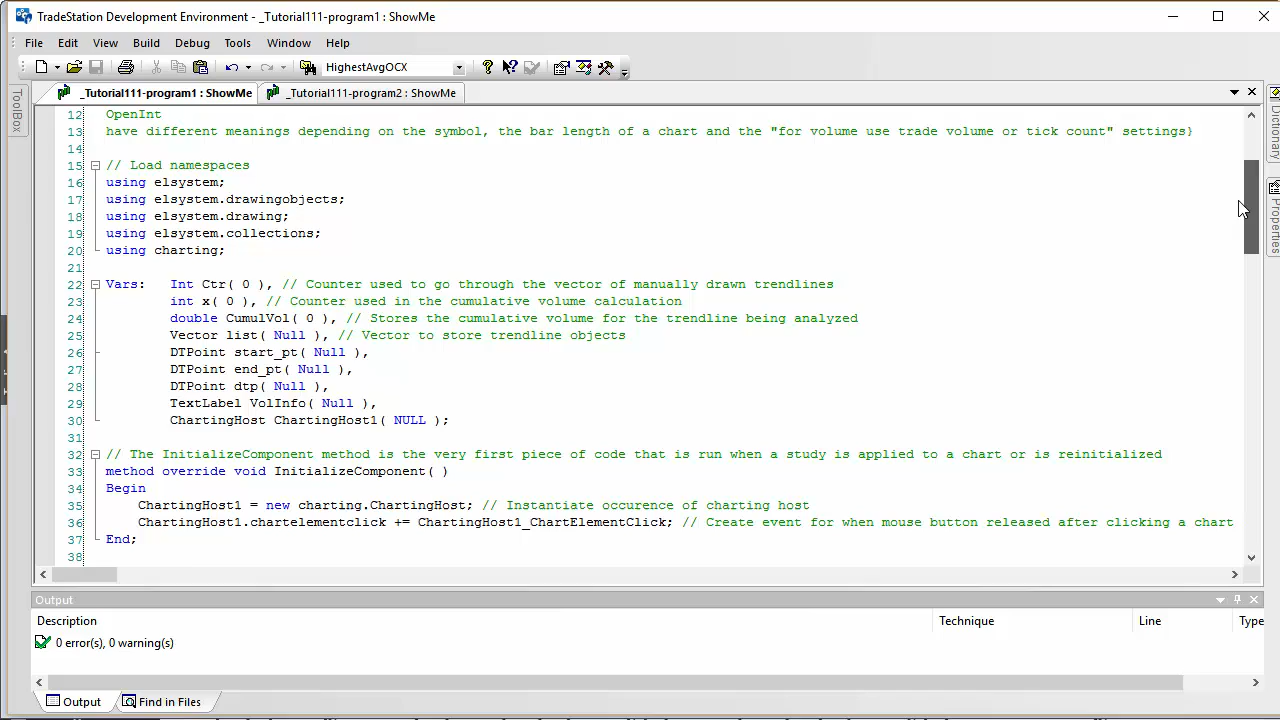 TradeStation Development Environment - _Tutorial111-program1 : ShowMe
File Edit View Build Debug Tools Window Help
HighestAvgOCX
_Tutorial111-program1 : ShowMe _Tutorial111-program2 : ShowMe
ToolBox
Dictionary
Properties
12 OpenInt
13 have different meanings depending on the symbol, the bar length of a chart and the "for volume use trade volume or tick count" settings}
14
15 // Load namespaces
16 using elsystem;
17 using elsystem.drawingobjects;
18 using elsystem.drawing;
19 using elsystem.collections;
20 using charting;
21
22 Vars: Int Ctr( 0 ), // Counter used to go through the vector of manually drawn trendlines
23 int x( 0 ), // Counter used in the cumulative volume calculation
24 double CumulVol( 0 ), // Stores the cumulative volume for the trendline being analyzed
25 Vector list( Null ), // Vector to store trendline objects
26 DTPoint start_pt( Null ),
27 DTPoint end_pt( Null ),
28 DTPoint dtp( Null ),
29 TextLabel VolInfo( Null ),
30 ChartingHost ChartingHost1( NULL );
31
32 // The InitializeComponent method is the very first piece of code that is run when a study is applied to a chart or is reinitialized
33 method override void InitializeComponent( )
34 Begin
35 ChartingHost1 = new charting.ChartingHost; // Instantiate occurence of charting host
36 ChartingHost1.chartelementclick += ChartingHost1_ChartElementClick; // Create event for when mouse button released after clicking a chart
37 End;
38
Output
Description Technique Line Type
0 error(s), 0 warning(s)
Output Find in Files